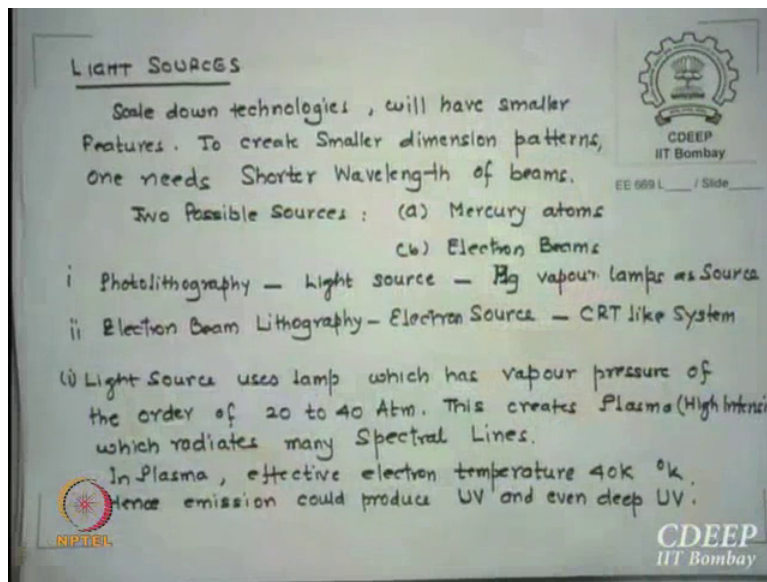 LIGHT SOURCES
CDEEP
IIT Bombay
EE 669 L____ / Slide____
Scale down technologies, will have smaller
Features. To create Smaller dimension patterns,
one needs Shorter Wavelength of beams.
Two Possible Sources : (a) Mercury atoms
(b) Electron Beams
i Photolithography – Light source – Hg vapour lamps as Source
ii Electron Beam Lithography – Electron Source – CRT like System
(i) Light Source uses lamp which has vapour pressure of
the order of 20 to 40 Atm. This creates Plasma (High Intensi
which radiates many Spectral Lines.
In Plasma, effective electron temperature 40K °K.
Hence emission could produce UV and even deep UV.
NPTEL
CDEEP
IIT Bombay